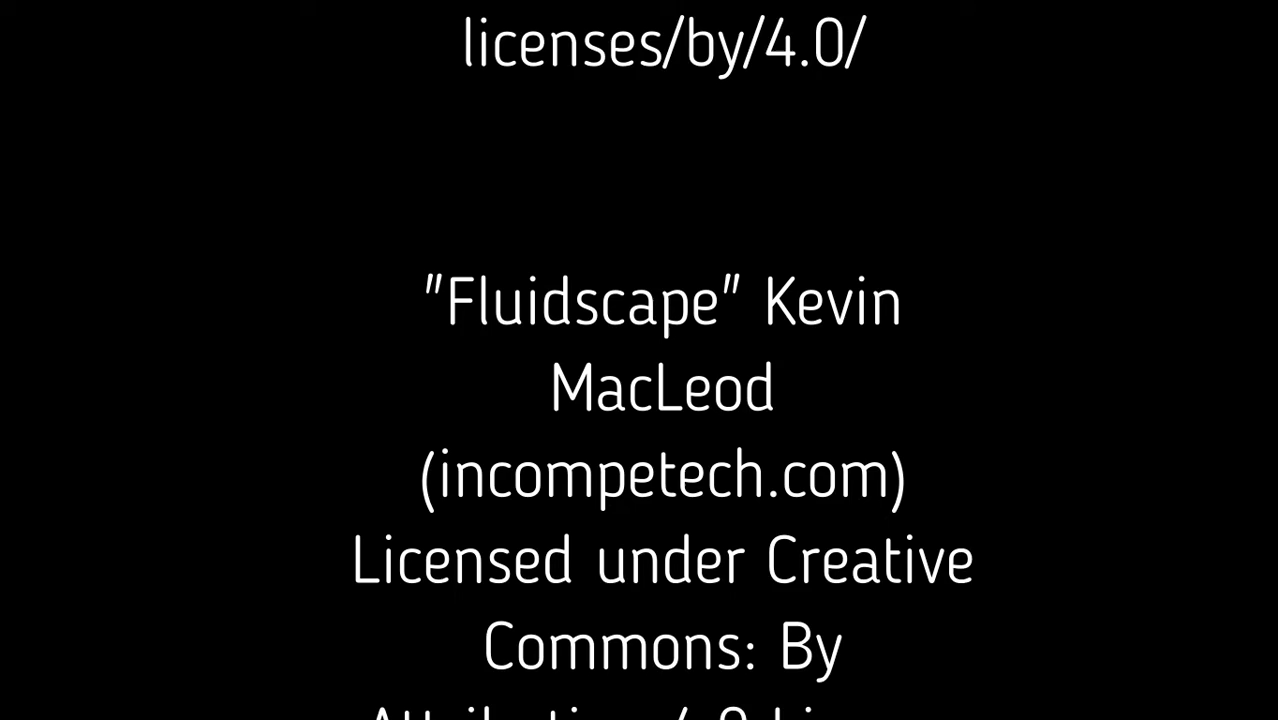 licenses/by/4.0/
"Fluidscape" Kevin
MacLeod
(incompetech.com)
Licensed under Creative
Commons: By